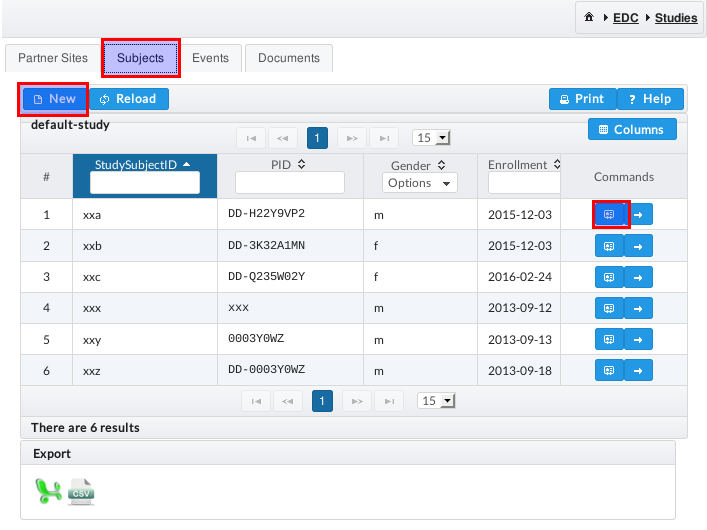 EDC Studies
Partner Sites Subjects Events Documents
New Reload Print ? Help
default-study
1 15 Columns
# StudySubjectID PID Gender Enrollment Commands
Options
1 xxa DD-H22Y9VP2 m 2015-12-03
2 xxb DD-3K32A1MN f 2015-12-03
3 xxc DD-Q235W02Y f 2016-02-24
4 xxx xxx m 2013-09-12
5 xxy 0003Y0WZ m 2013-09-13
6 xxz DD-0003Y0WZ m 2013-09-18
1 15
There are 6 results
Export
CSV